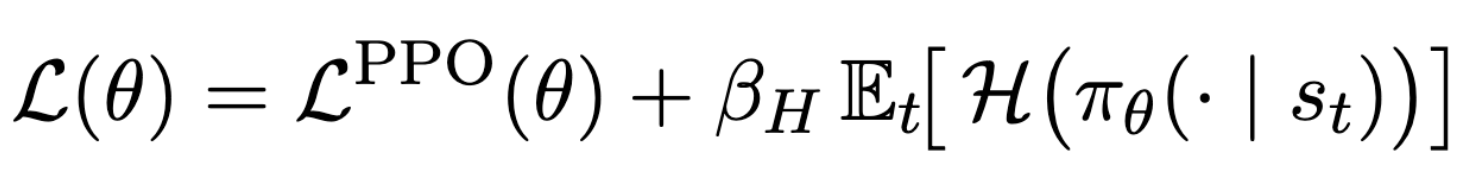 ℒ(θ) = ℒ^PPO(θ) + β_H 𝔼_t[ℋ(π_θ(· | s_t))]